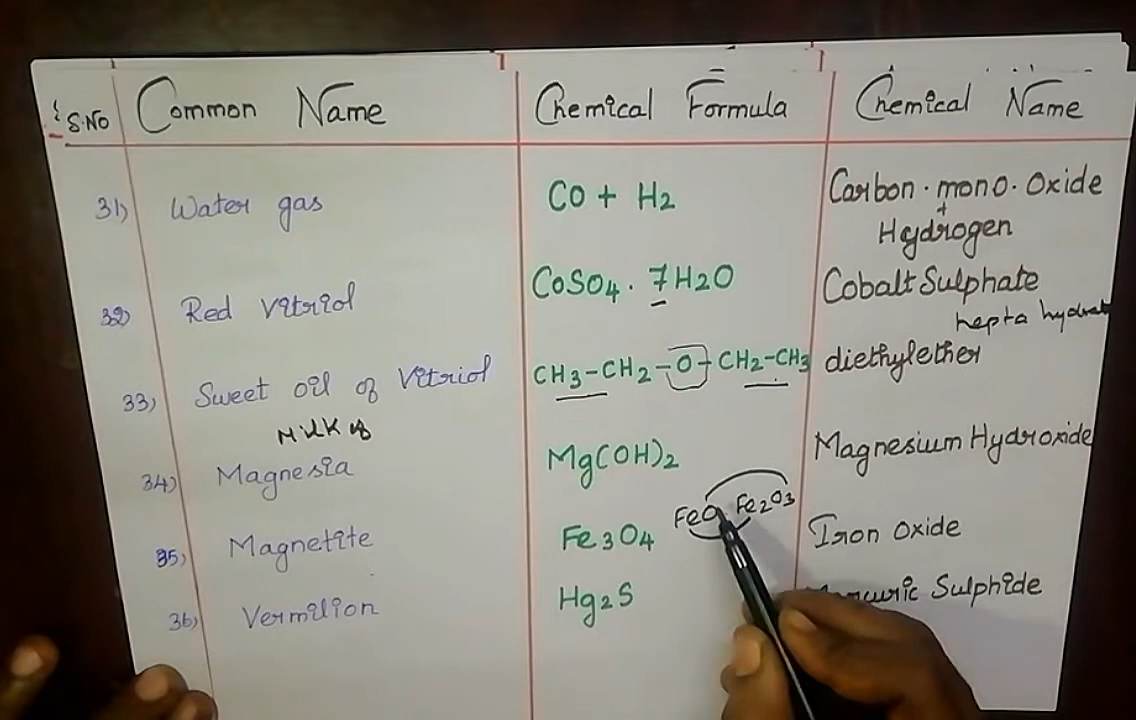 S.NO Common Name Chemical Formula Chemical Name
31) Water gas CO + H2 Carbon.mono.Oxide
+
Hydrogen
32) Red Vitriol CoSO4. 7H2O Cobalt Sulphate
hepta hydrat
33) Sweet oil of Vitriol CH3-CH2-O-CH2-CH3 diethylether
Milk of
34) Magnesia Mg(OH)2 Magnesium Hydroxide
FeO Fe2O3
35) Magnetite Fe3O4 Iron Oxide
36) Vermilion Hg2S Sulphide